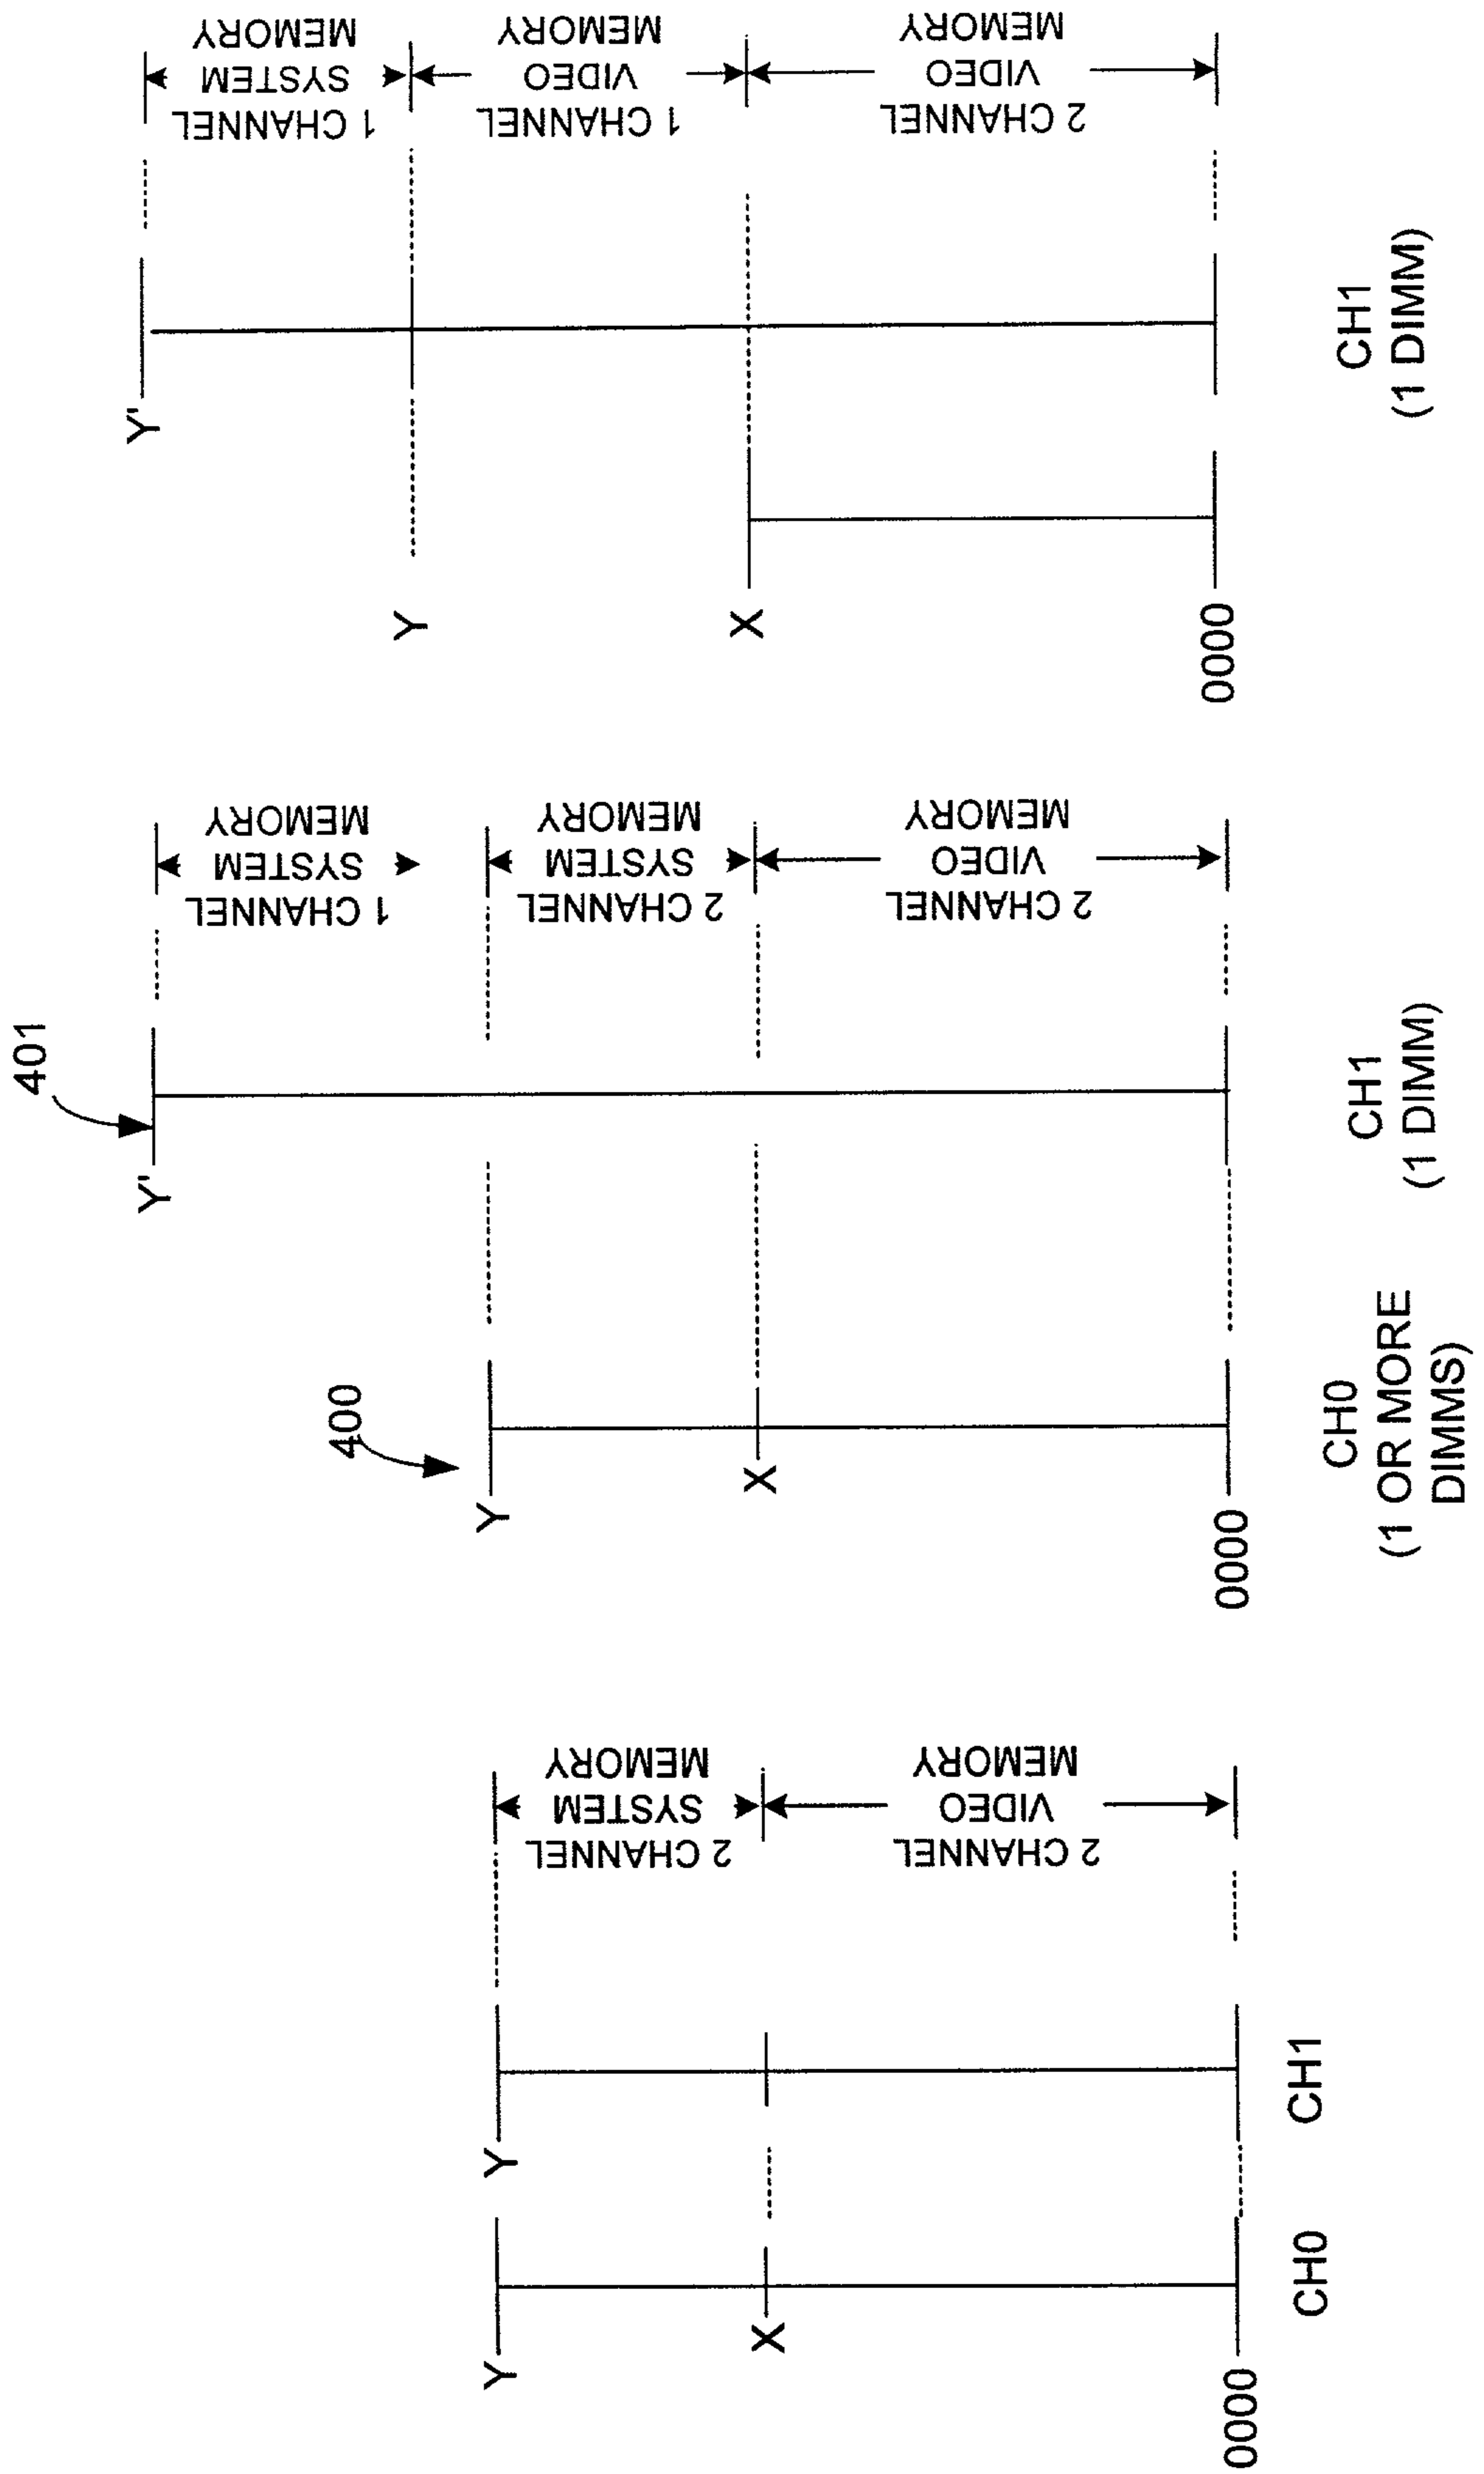 Y
Y
X
0000
CH0
CH1
2 CHANNEL
SYSTEM
MEMORY
2 CHANNEL
VIDEO
MEMORY
400
401
Y
Y'
X
0000
CH0
(1 OR MORE
DIMMS)
CH1
(1 DIMM)
1 CHANNEL
SYSTEM
MEMORY
2 CHANNEL
SYSTEM
MEMORY
2 CHANNEL
VIDEO
MEMORY
Y'
Y
X
0000
CH1
(1 DIMM)
1 CHANNEL
SYSTEM
MEMORY
1 CHANNEL
VIDEO
MEMORY
2 CHANNEL
VIDEO
MEMORY